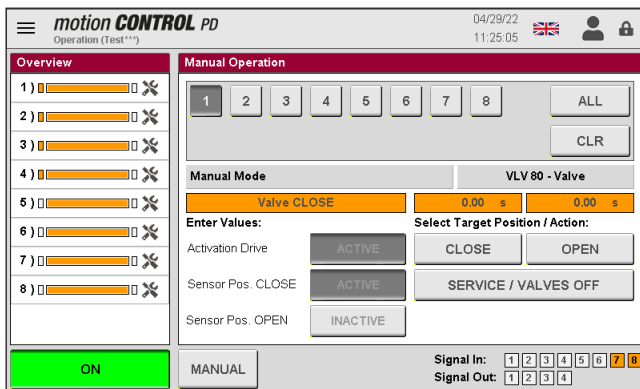 motion CONTROL PD
Operation (Test***)
04/29/22
11:25:05
Overview
1 )
2 )
3 )
4 )
5 )
6 )
7 )
8 )
Manual Operation
1 2 3 4 5 6 7 8 ALL
CLR
Manual Mode VLV 80 - Valve
Valve CLOSE 0.00 s 0.00 s
Enter Values: Select Target Position / Action:
Activation Drive ACTIVE CLOSE OPEN
Sensor Pos. CLOSE ACTIVE SERVICE / VALVES OFF
Sensor Pos. OPEN INACTIVE
ON MANUAL
Signal In: 1 2 3 4 5 6 7 8
Signal Out: 1 2 3 4